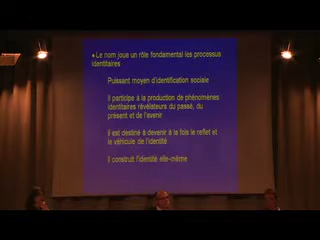 • Le nom joue un rôle fondamental les processus
identitaires
Puissant moyen d'identification sociale
Il participe à la production de phénomènes
identitaires révélateurs du passé, du
présent et de l'avenir
il est destiné à devenir à la fois le reflet et
le véhicule de l'identité
Il construit l'identité elle-même